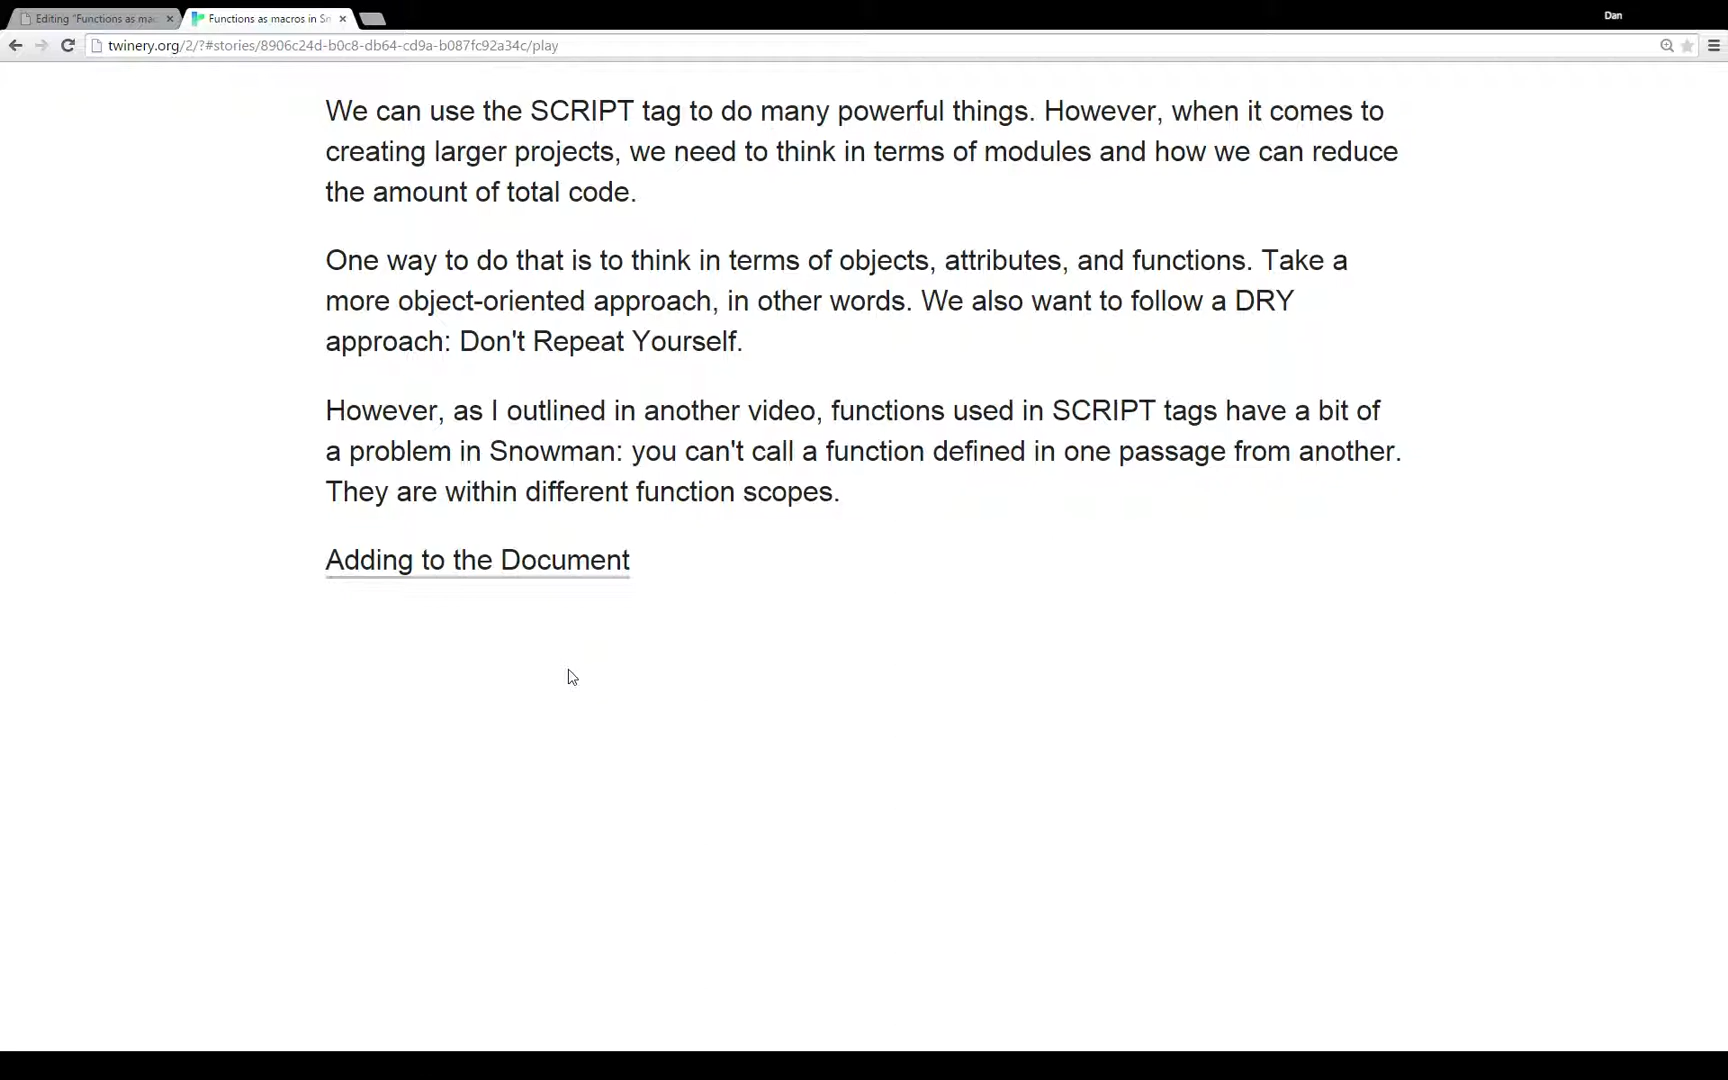 Editing "Functions as mac
Functions as macros in Sn
Dan
twinery.org/2/?#stories/8906c24d-b0c8-db64-cd9a-b087fc92a34c/play
We can use the SCRIPT tag to do many powerful things. However, when it comes to
creating larger projects, we need to think in terms of modules and how we can reduce
the amount of total code.
One way to do that is to think in terms of objects, attributes, and functions. Take a
more object-oriented approach, in other words. We also want to follow a DRY
approach: Don't Repeat Yourself.
However, as I outlined in another video, functions used in SCRIPT tags have a bit of
a problem in Snowman: you can't call a function defined in one passage from another.
They are within different function scopes.
Adding to the Document